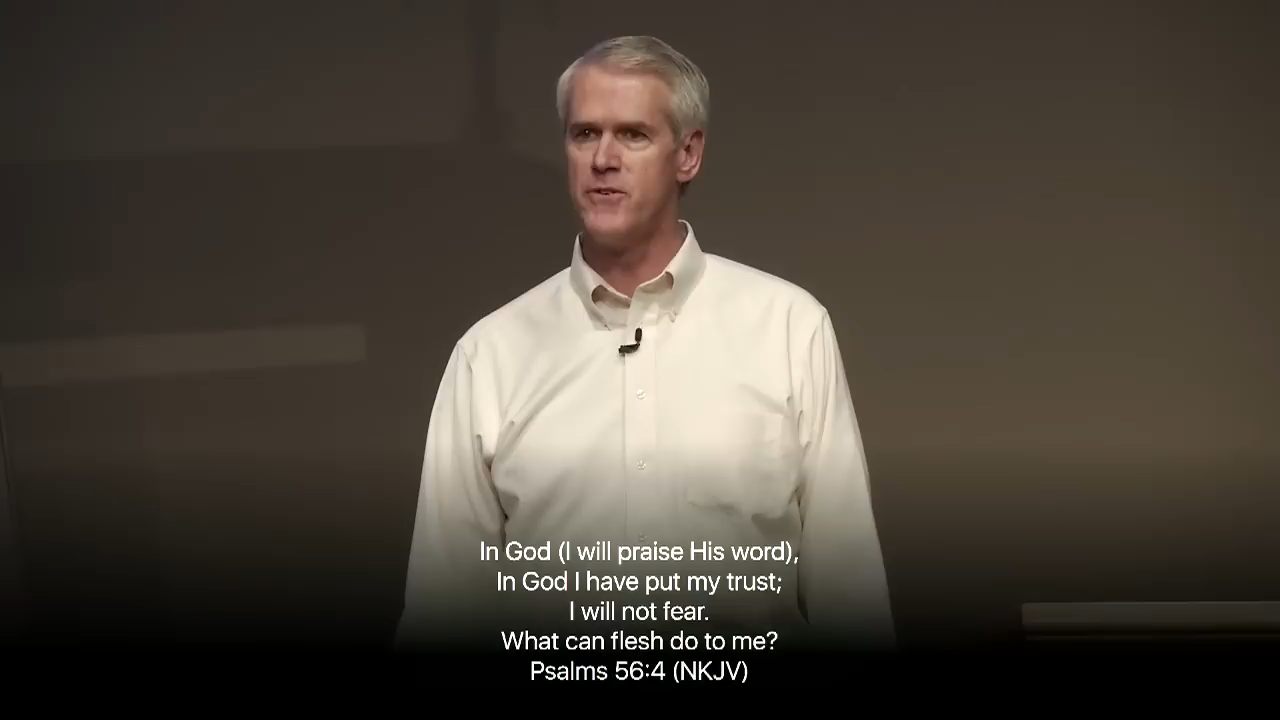 In God (I will praise His word),
In God I have put my trust;
I will not fear.
What can flesh do to me?
Psalms 56:4 (NKJV)